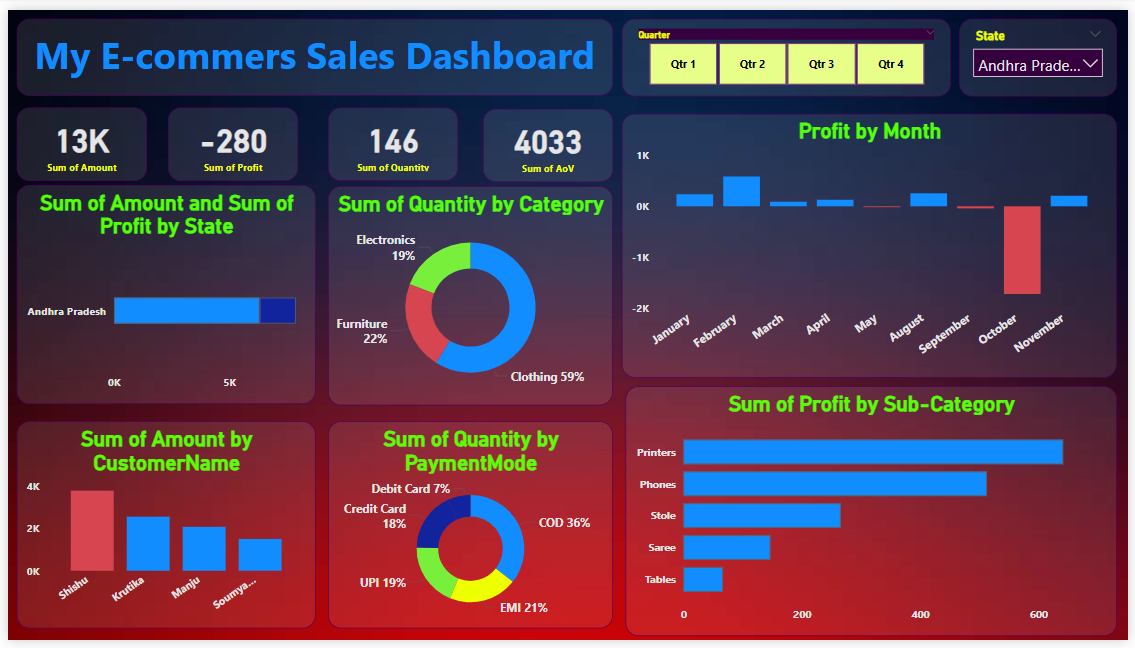 My E-commers Sales Dashboard
Quarter
Qtr 1
Qtr 2
Qtr 3
Qtr 4
State
Andhra Prade...
13K
Sum of Amount
-280
Sum of Profit
146
Sum of Quantity
4033
Sum of AoV
Sum of Amount and Sum of
Profit by State
Andhra Pradesh
0K
5K
Sum of Quantity by Category
Electronics
19%
Furniture
22%
Clothing 59%
Profit by Month
1K
0K
-1K
-2K
January
February
March
April
May
August
September
October
November
Sum of Amount by
CustomerName
4K
2K
0K
Shishu
Krutika
Manju
Soumya...
Sum of Quantity by
PaymentMode
Debit Card 7%
Credit Card
18%
COD 36%
UPI 19%
EMI 21%
Sum of Profit by Sub-Category
Printers
Phones
Stole
Saree
Tables
0
200
400
600